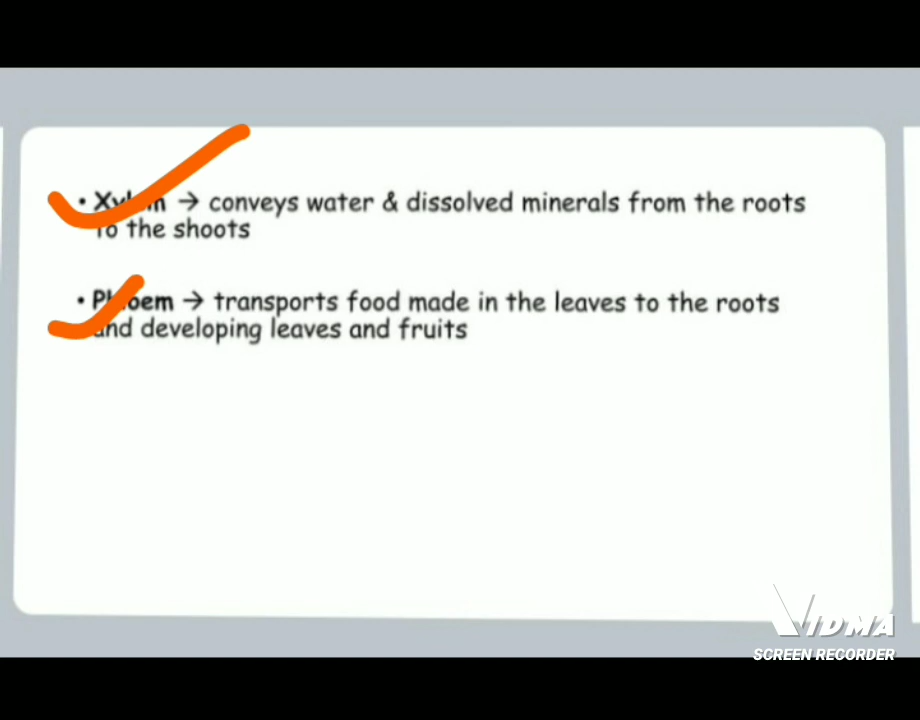 • Xylem → conveys water & dissolved minerals from the roots
to the shoots
• Phloem → transports food made in the leaves to the roots
and developing leaves and fruits
VIDMA
SCREEN RECORDER